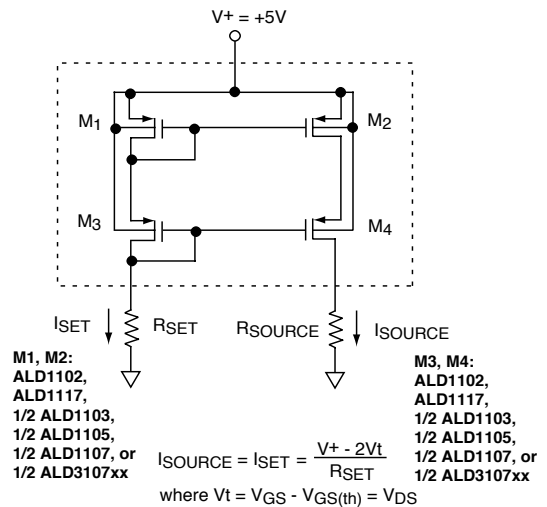 V+ = +5V
M1
M2
M3
M4
ISET
RSET
RSOURCE
ISOURCE
M1, M2:
ALD1102,
ALD1117,
1/2 ALD1103,
1/2 ALD1105,
1/2 ALD1107, or
1/2 ALD3107xx
M3, M4:
ALD1102,
ALD1117,
1/2 ALD1103,
1/2 ALD1105,
1/2 ALD1107, or
1/2 ALD3107xx
ISOURCE = ISET = V+ - 2Vt / RSET
where Vt = VGS - VGS(th) = VDS